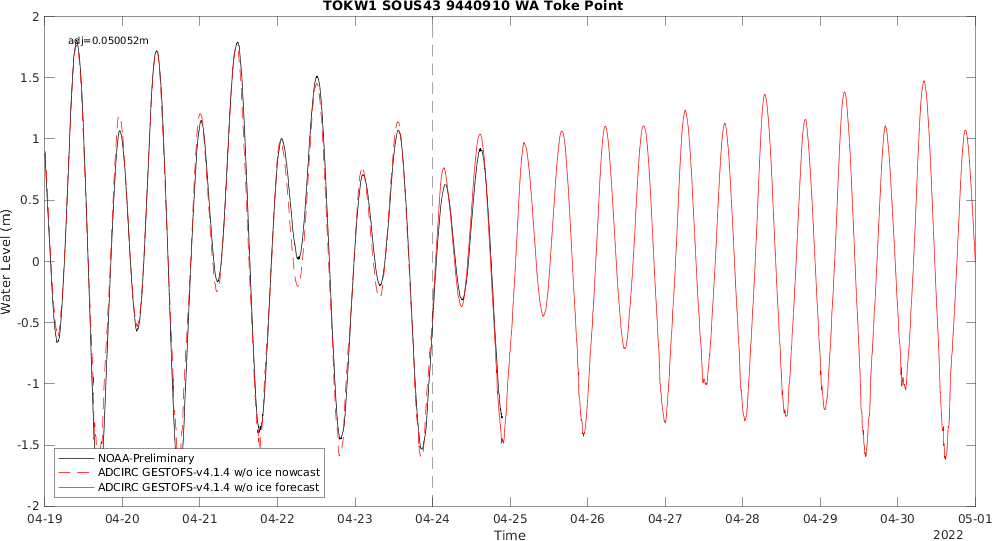 TOKW1 SOUS43 9440910 WA Toke Point
adj=0.050052m
2
1.5
1
0.5
0
-0.5
-1
-1.5
-2
Water Level (m)
NOAA-Preliminary
ADCIRC GESTOFS-v4.1.4 w/o ice nowcast
ADCIRC GESTOFS-v4.1.4 w/o ice forecast
04-19 04-20 04-21 04-22 04-23 04-24 04-25 04-26 04-27 04-28 04-29 04-30 05-01
Time
2022